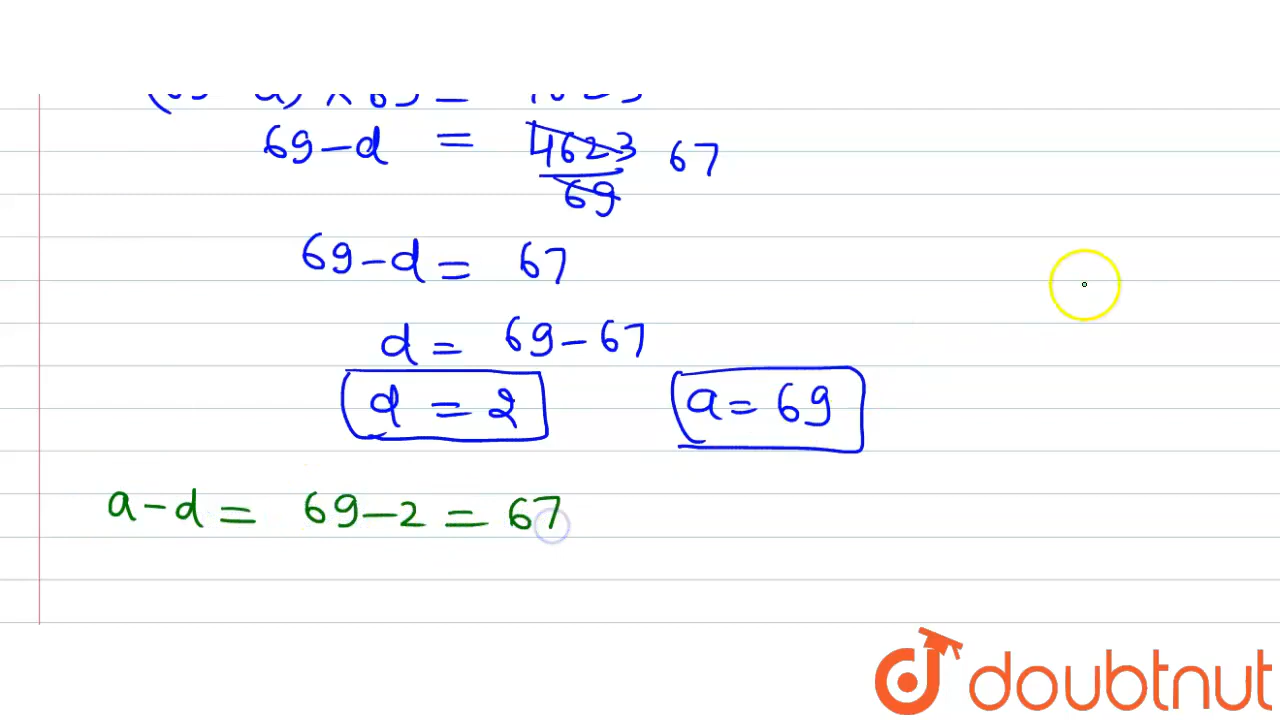 69-d = 4623/69 67
69-d = 67
d = 69-67
d = 2 a = 69
a-d = 69-2 = 67
doubtnut